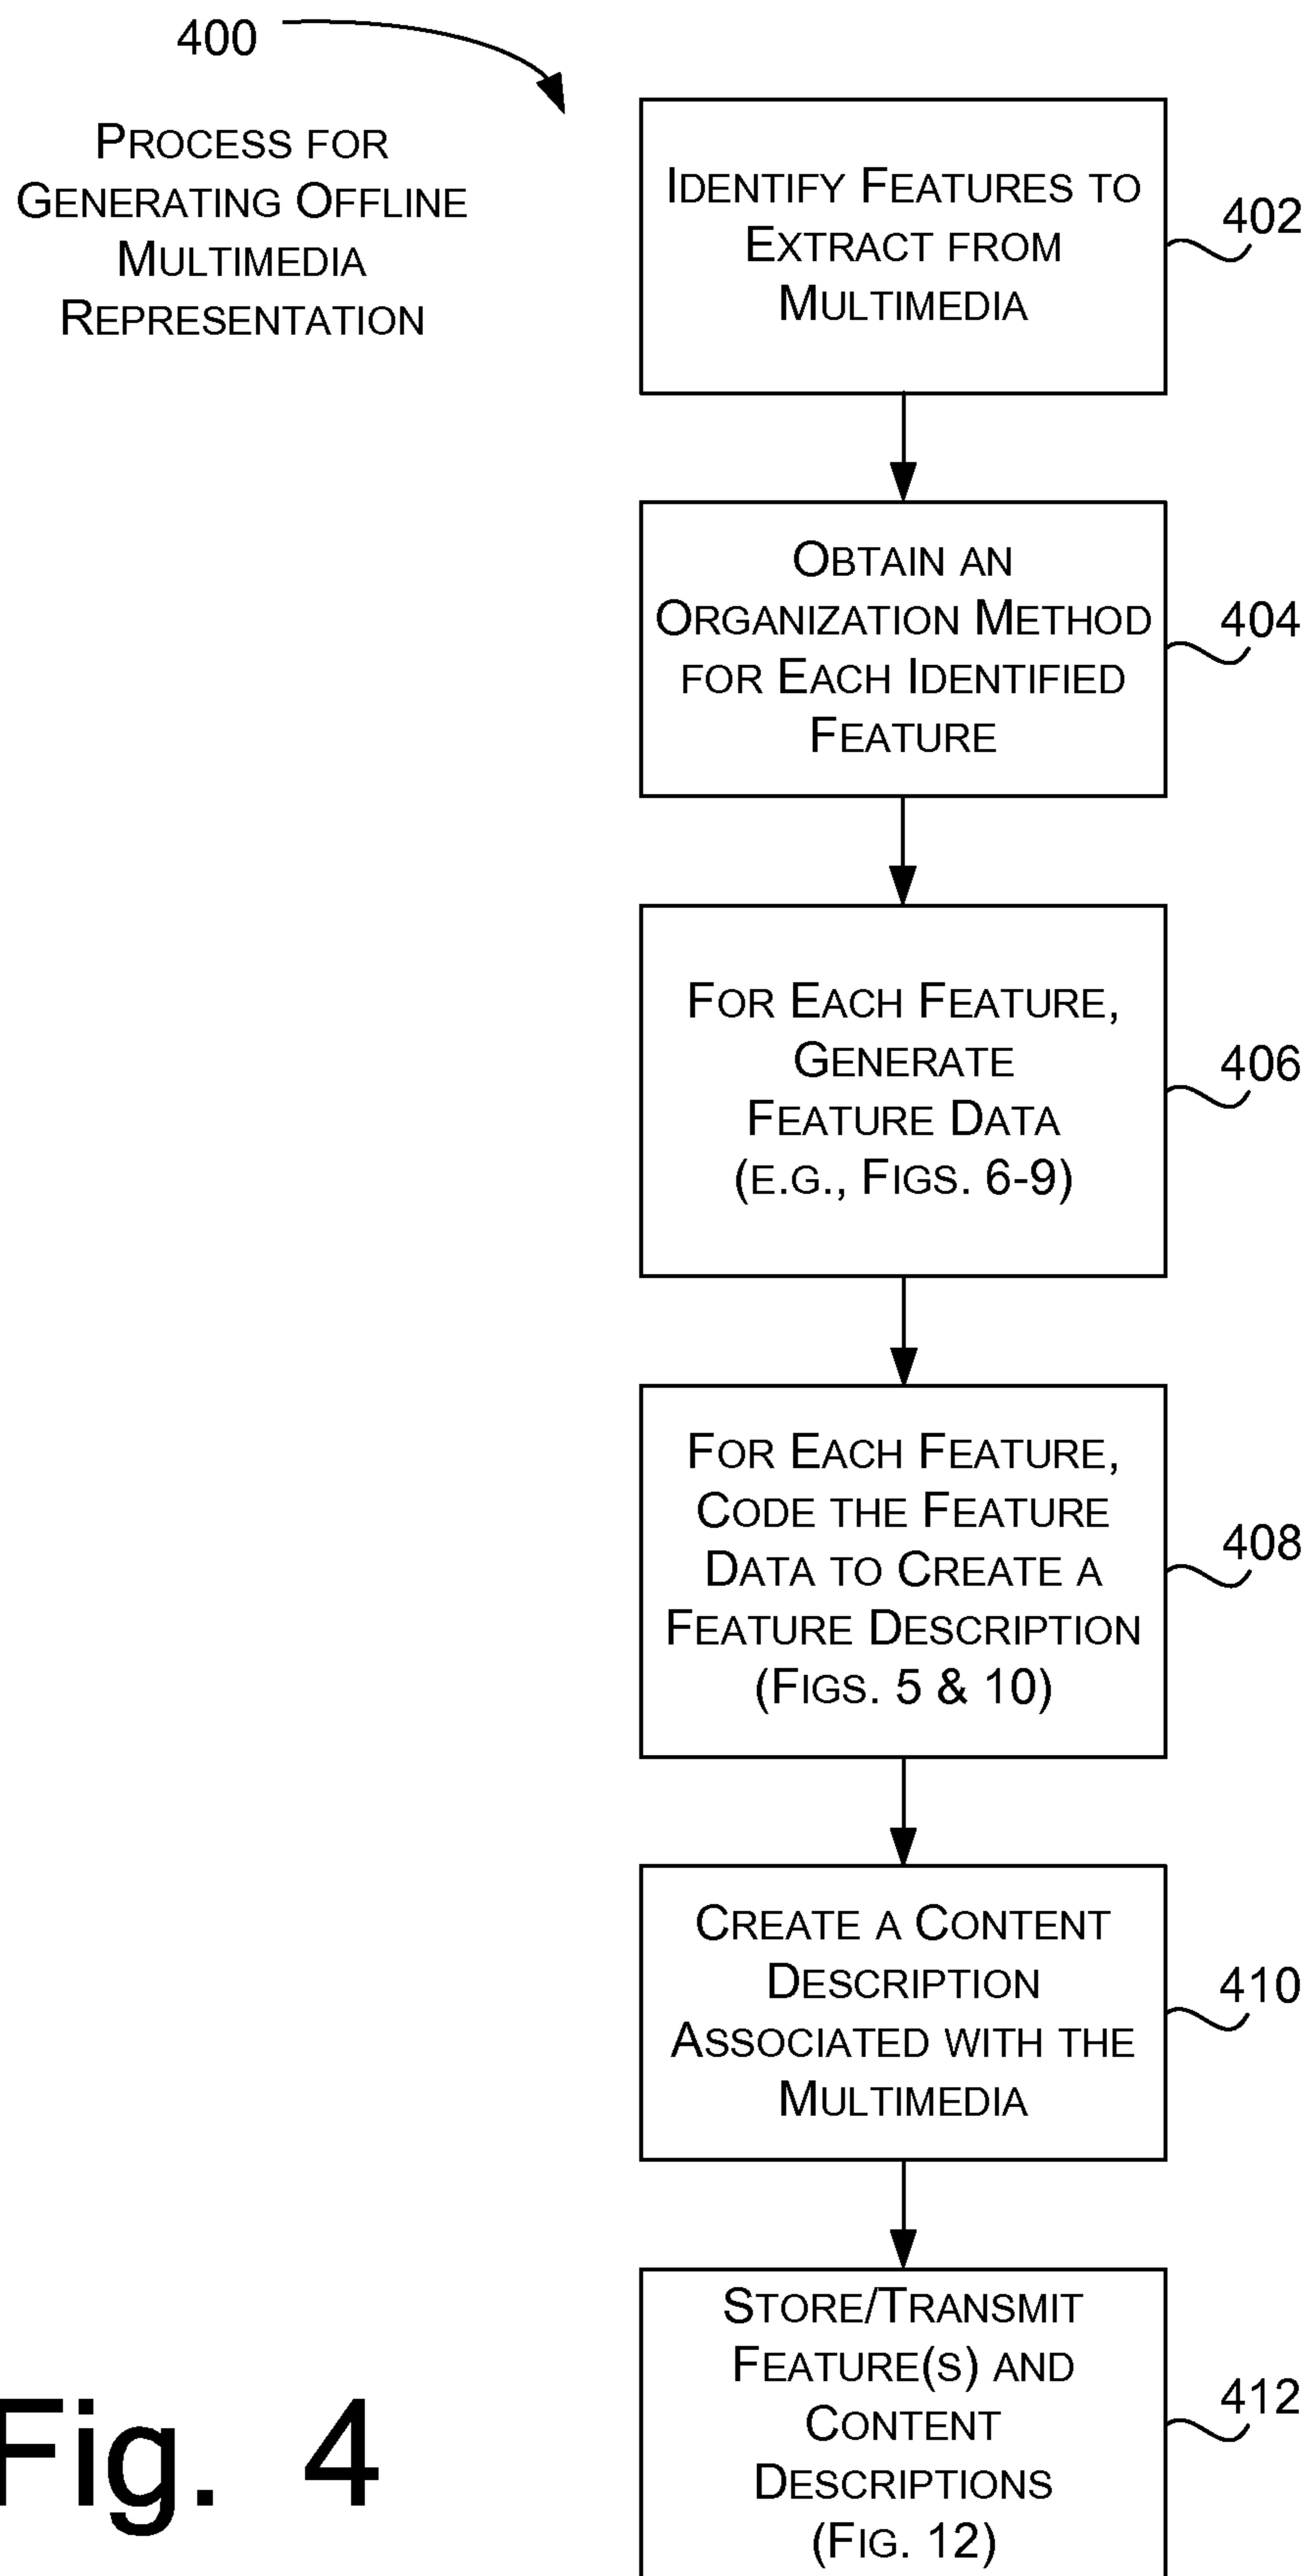 400
PROCESS FOR
GENERATING OFFLINE
MULTIMEDIA
REPRESENTATION
IDENTIFY FEATURES TO
EXTRACT FROM
MULTIMEDIA
402
OBTAIN AN
ORGANIZATION METHOD
FOR EACH IDENTIFIED
FEATURE
404
FOR EACH FEATURE,
GENERATE
FEATURE DATA
(E.G., FIGS. 6-9)
406
FOR EACH FEATURE,
CODE THE FEATURE
DATA TO CREATE A
FEATURE DESCRIPTION
(FIGS. 5 & 10)
408
CREATE A CONTENT
DESCRIPTION
ASSOCIATED WITH THE
MULTIMEDIA
410
STORE/TRANSMIT
FEATURE(S) AND
CONTENT
DESCRIPTIONS
(FIG. 12)
412
Fig. 4